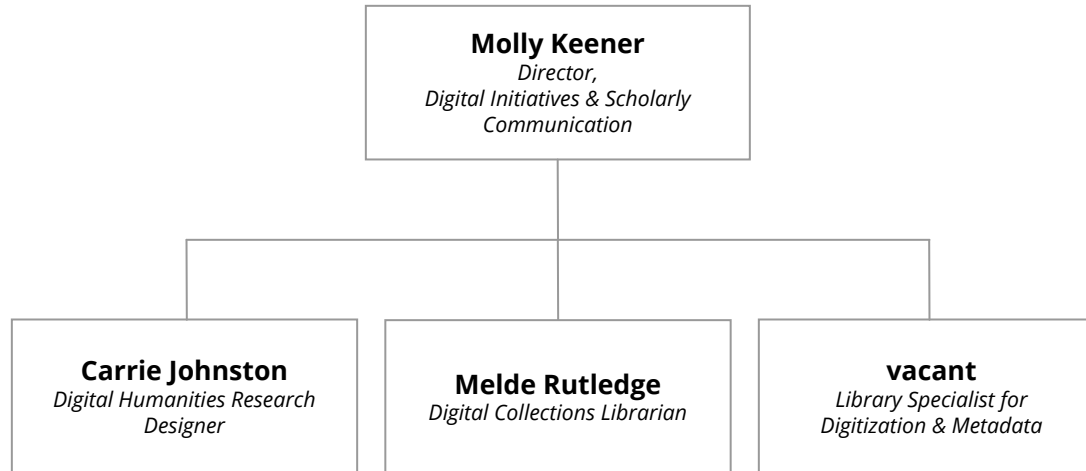 Molly Keener
Director,
Digital Initiatives & Scholarly
Communication
Carrie Johnston
Digital Humanities Research
Designer
Melde Rutledge
Digital Collections Librarian
vacant
Library Specialist for
Digitization & Metadata